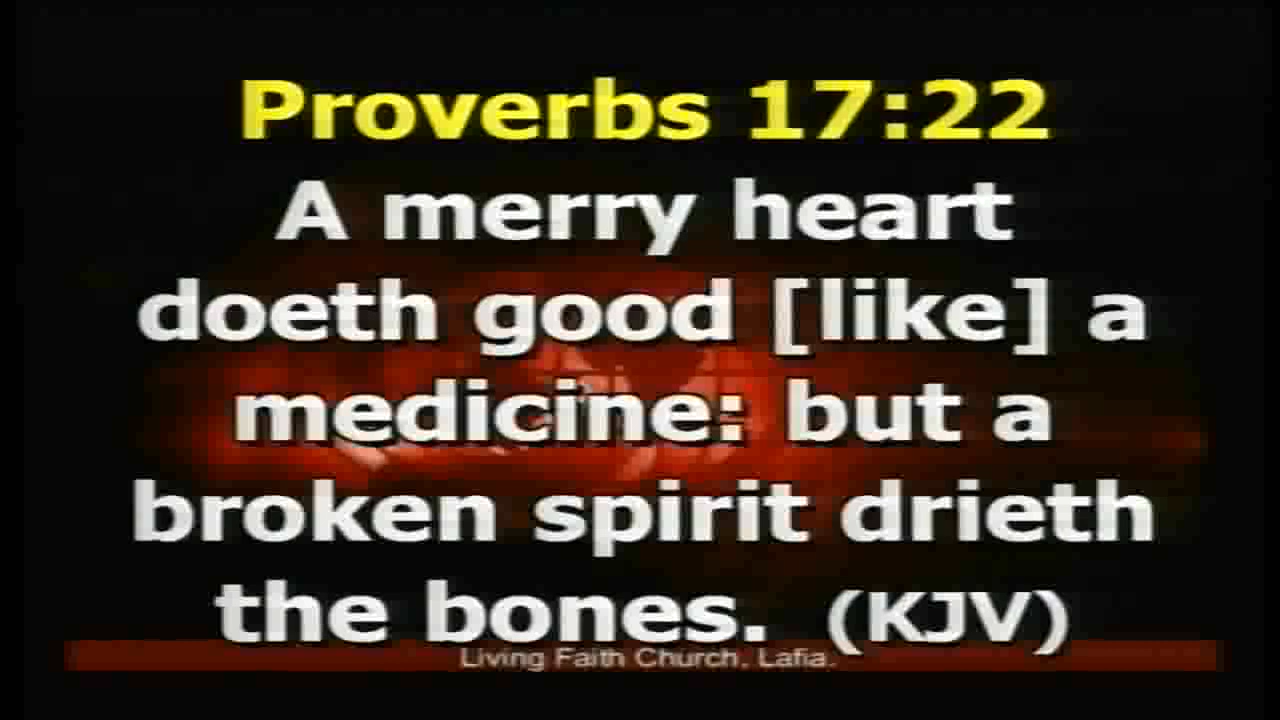 Proverbs 17:22
A merry heart
doeth good [like] a
medicine: but a
broken spirit drieth
the bones. (KJV)
Living Faith Church, Lafia.